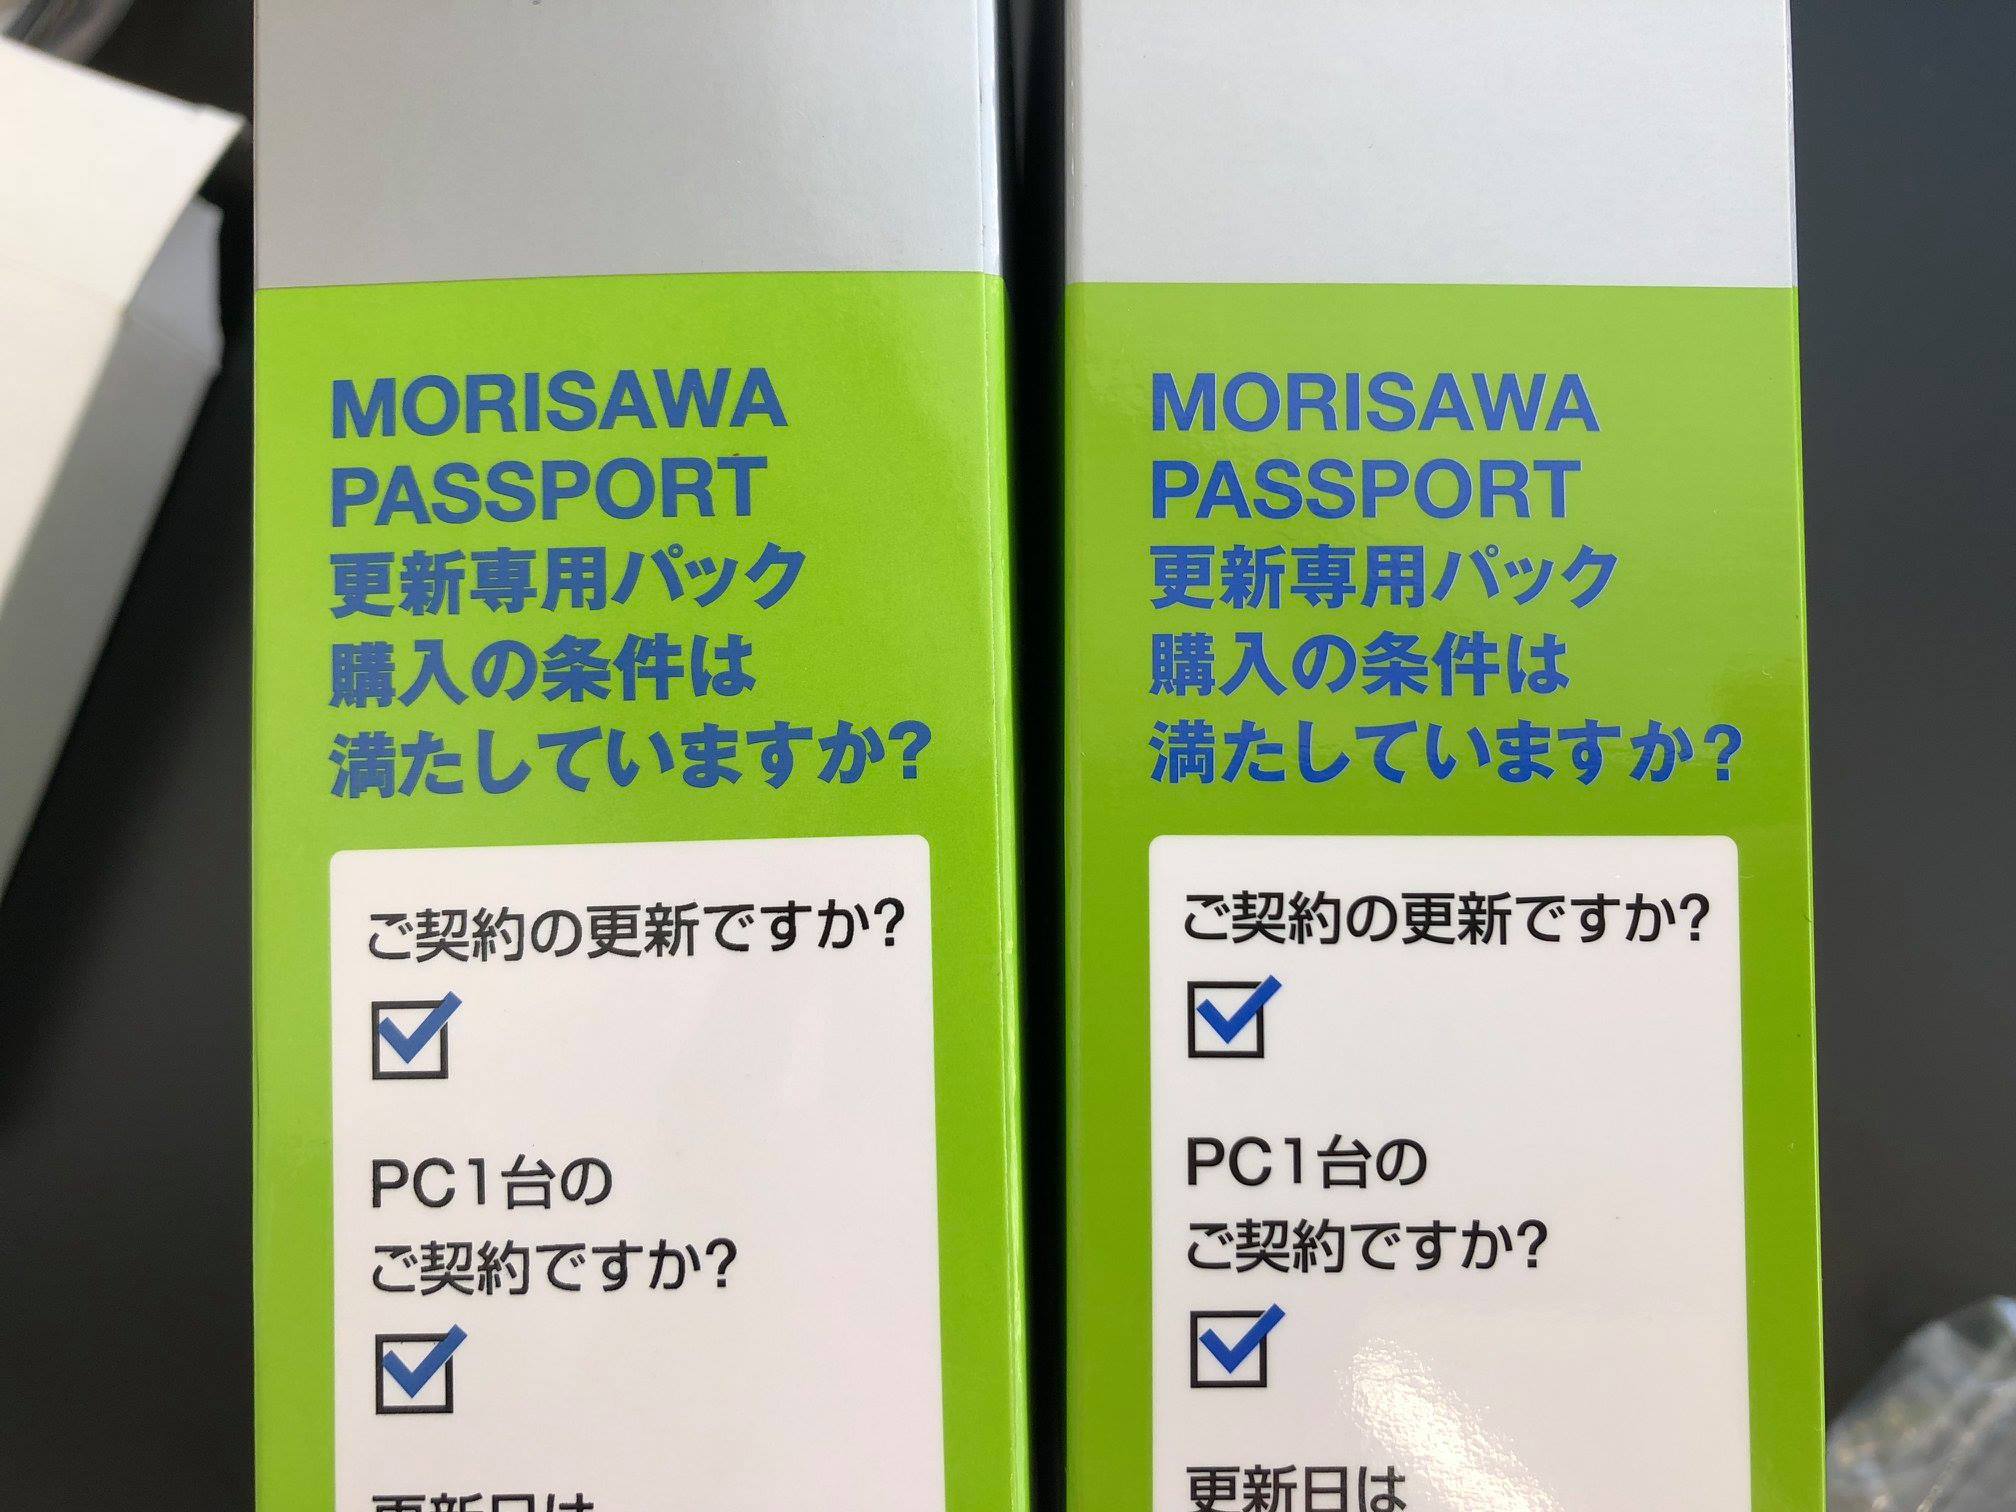 MORISAWA
PASSPORT
更新専用パック
購入の条件は
満たしていますか?
ご契約の更新ですか?
PC1台の
ご契約ですか?
更新日は
MORISAWA
PASSPORT
更新専用パック
購入の条件は
満たしていますか?
ご契約の更新ですか?
PC1台の
ご契約ですか?
更新日は